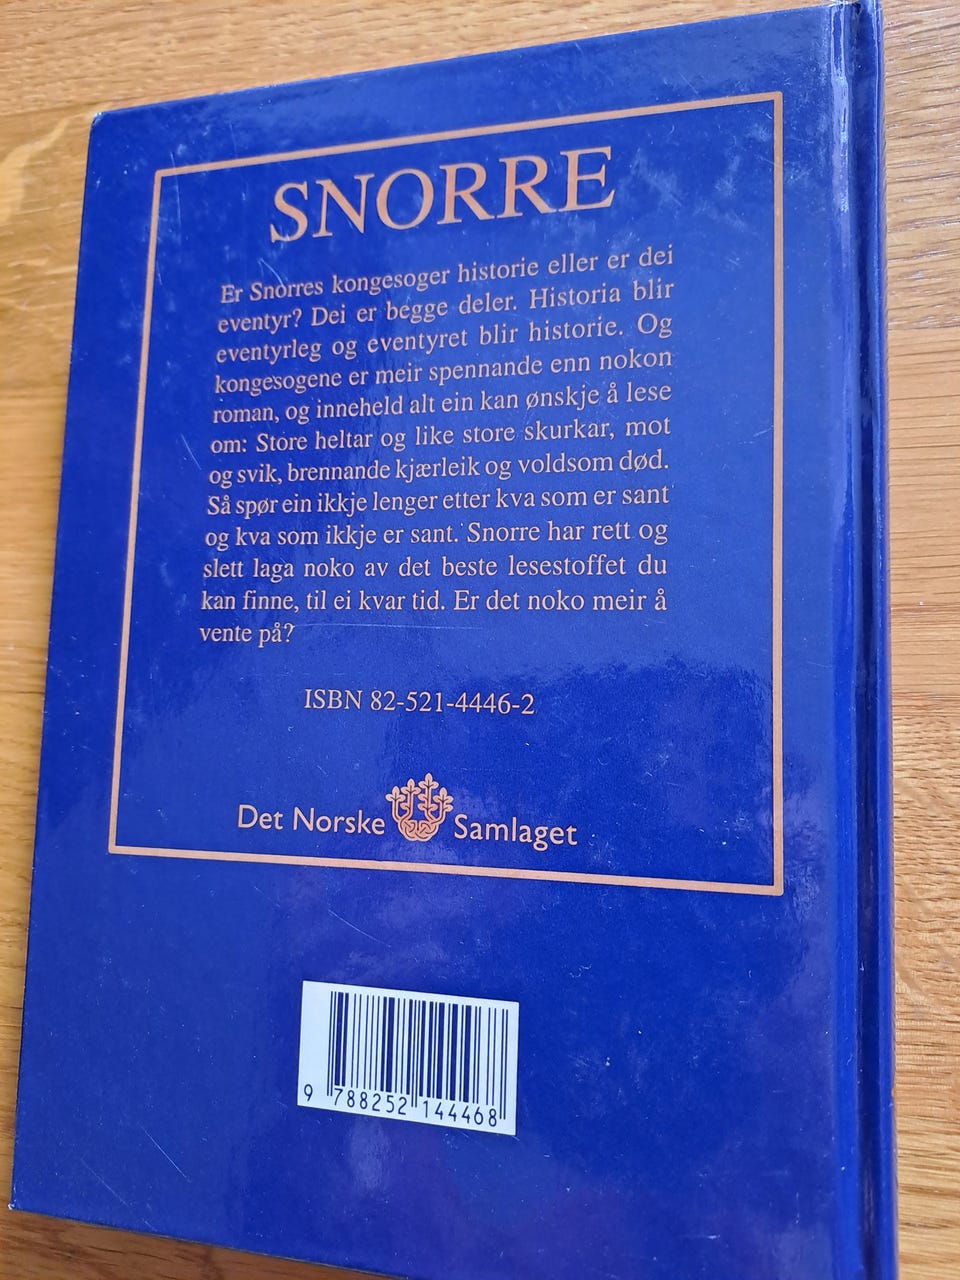 SNORRE
Er Snorres kongesoger historie eller er dei
eventyr? Dei er begge deler. Historia blir
eventyrleg og eventyret blir historie. Og
kongesogene er meir spennande enn nokon
roman, og inneheld alt ein kan ønskje å lese
om: Store heltar og like store skurkar, mot
og svik, brennande kjærleik og voldsom død.
Så spør ein ikkje lenger etter kva som er sant
og kva som ikkje er sant. Snorre har rett og
slett laga noko av det beste lesestoffet du
kan finne, til ei kvar tid. Er det noko meir å
vente på?
ISBN 82-521-4446-2
Det Norske Samlaget
9 788252 144468